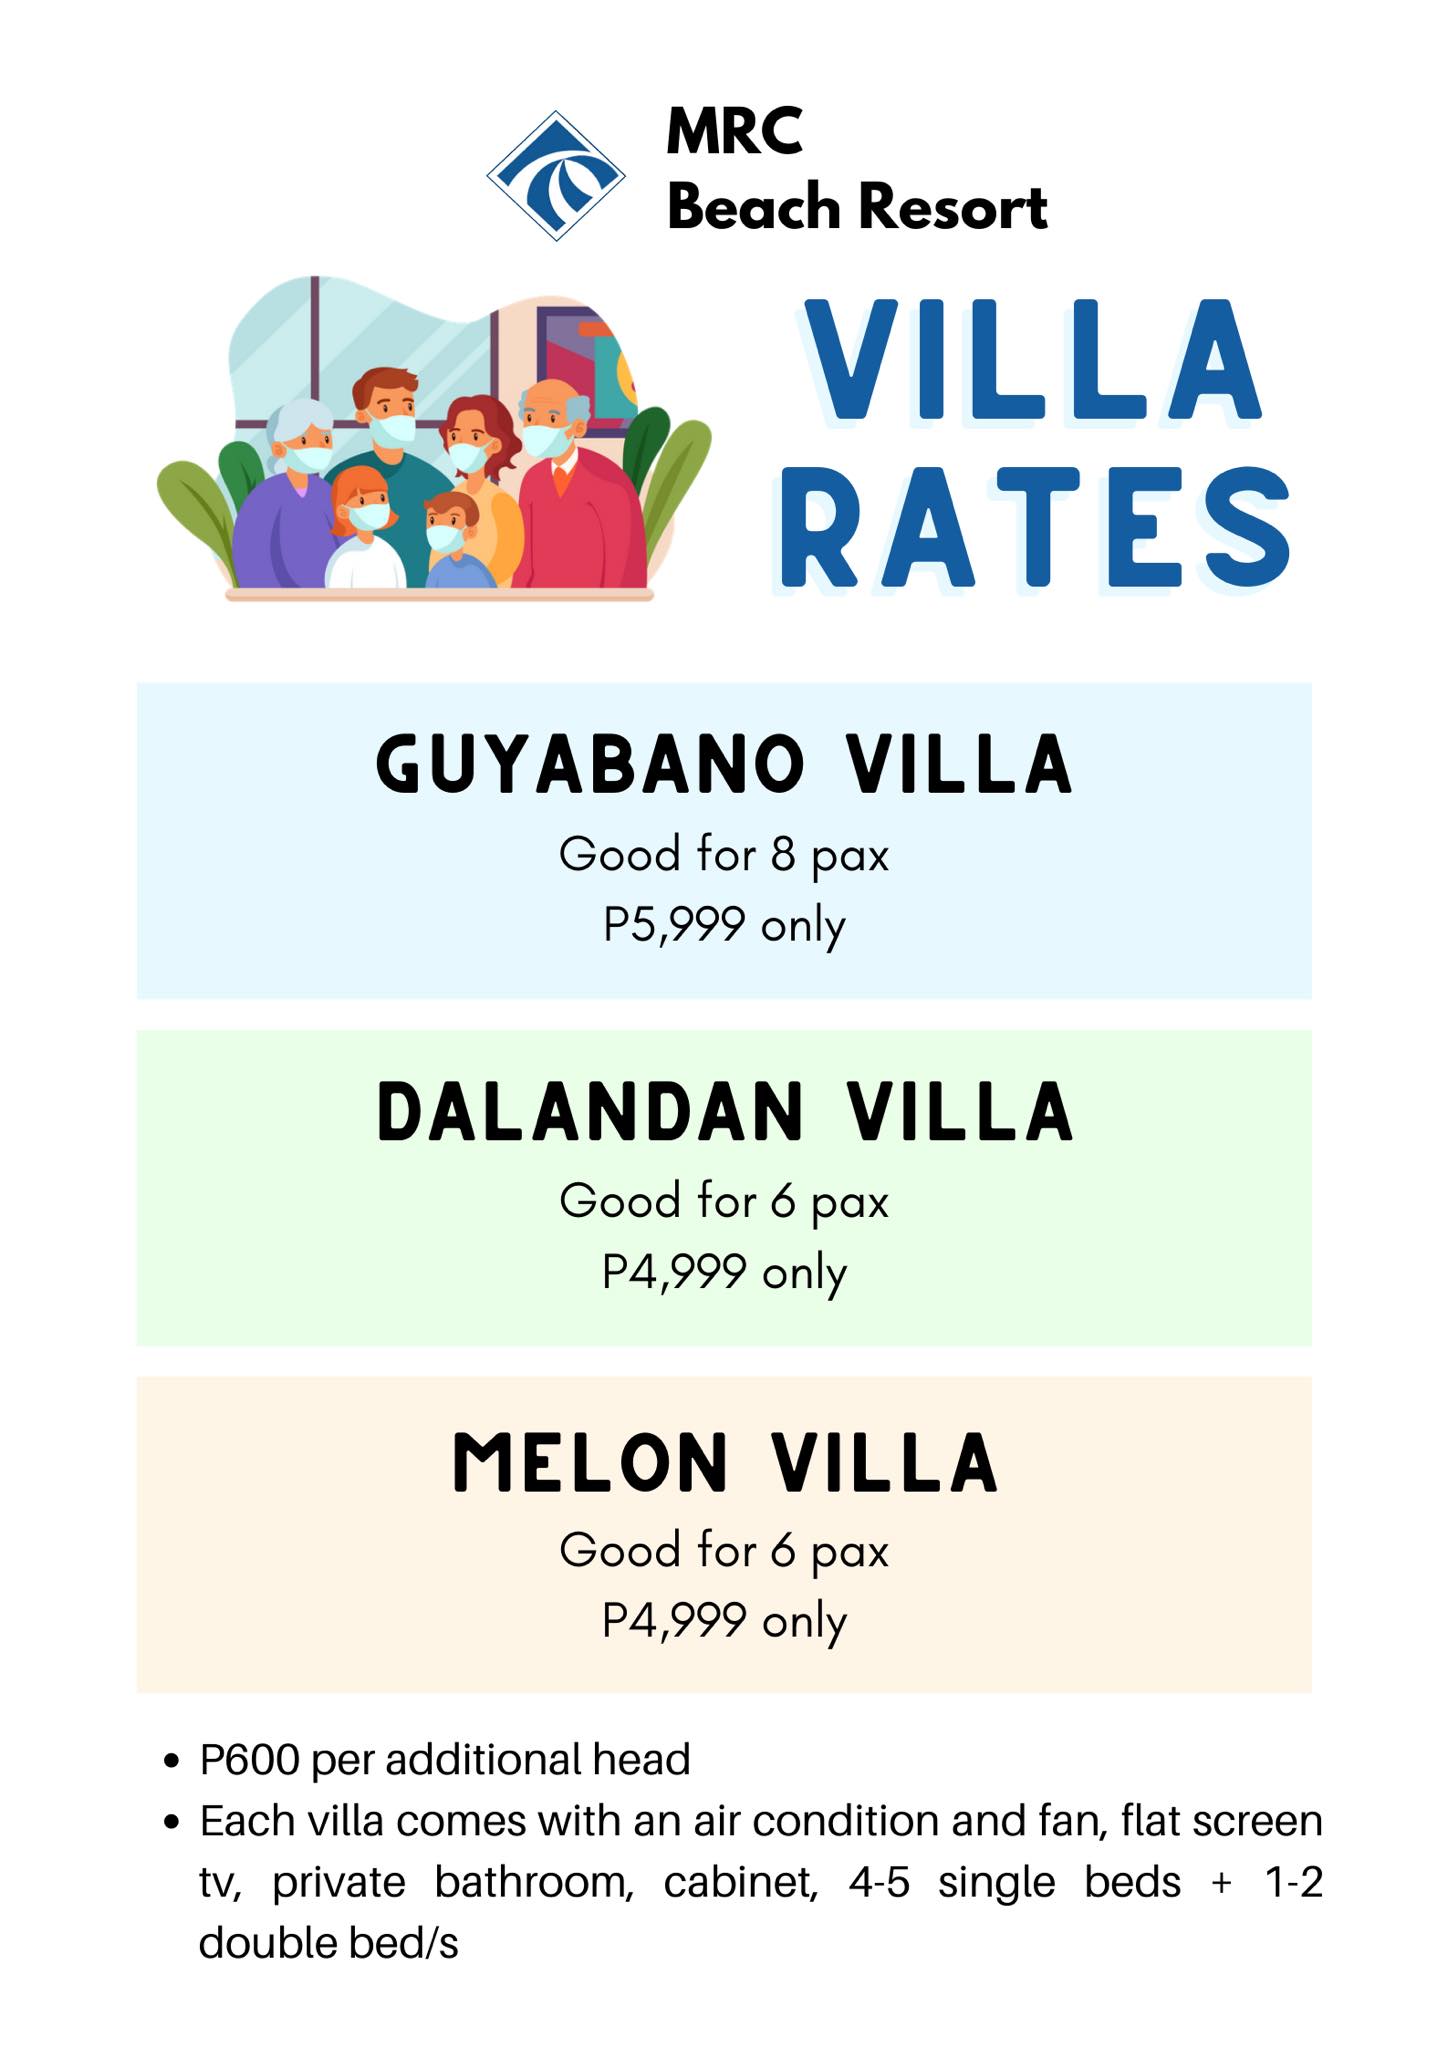 MRC
Beach Resort
VILLA
RATES
GUYABANO VILLA
Good for 8 pax
P5,999 only
DALANDAN VILLA
Good for 6 pax
P4,999 only
MELON VILLA
Good for 6 pax
P4,999 only
• P600 per additional head
• Each villa comes with an air condition and fan, flat screen
tv, private bathroom, cabinet, 4-5 single beds + 1-2
double bed/s